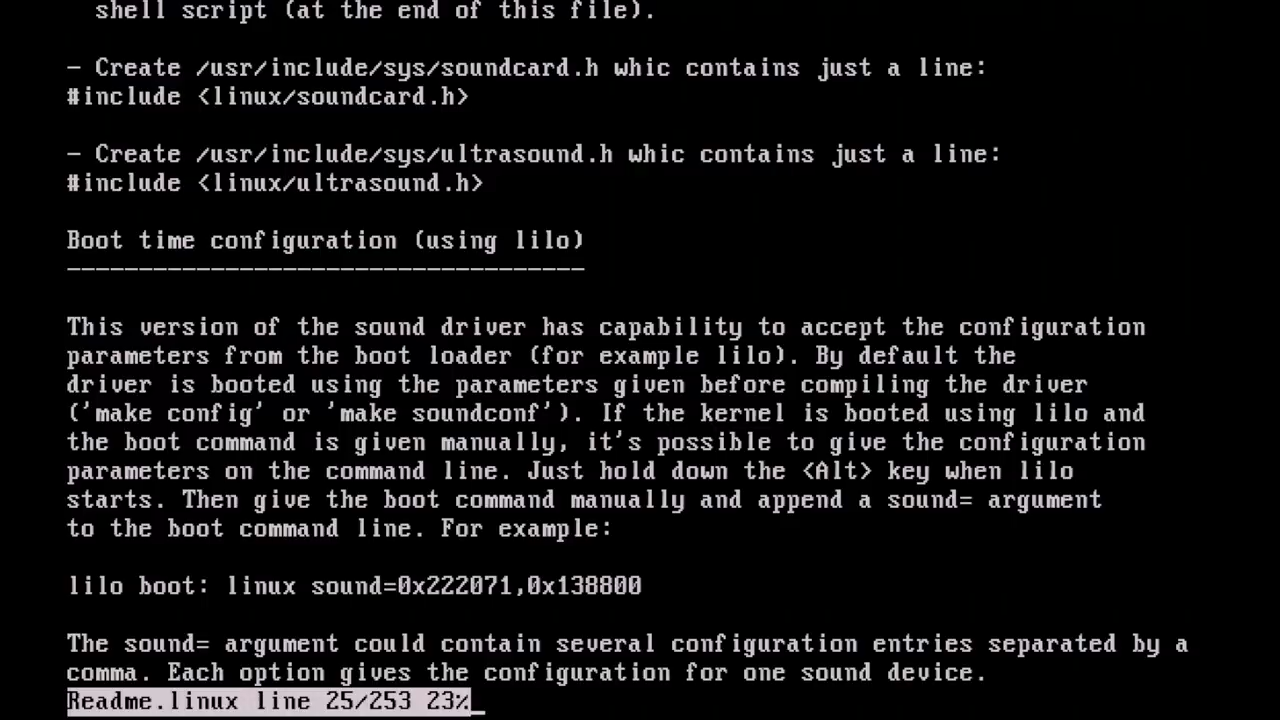 shell script (at the end of this file).
- Create /usr/include/sys/soundcard.h whic contains just a line:
#include <linux/soundcard.h>
- Create /usr/include/sys/ultrasound.h whic contains just a line:
#include <linux/ultrasound.h>
Boot time configuration (using lilo)
------------------------------------
This version of the sound driver has capability to accept the configuration
parameters from the boot loader (for example lilo). By default the
driver is booted using the parameters given before compiling the driver
('make config' or 'make soundconf'). If the kernel is booted using lilo and
the boot command is given manually, it's possible to give the configuration
parameters on the command line. Just hold down the <Alt> key when lilo
starts. Then give the boot command manually and append a sound= argument
to the boot command line. For example:
lilo boot: linux sound=0x222071,0x138800
The sound= argument could contain several configuration entries separated by a
comma. Each option gives the configuration for one sound device.
Readme.linux line 25/253 23%